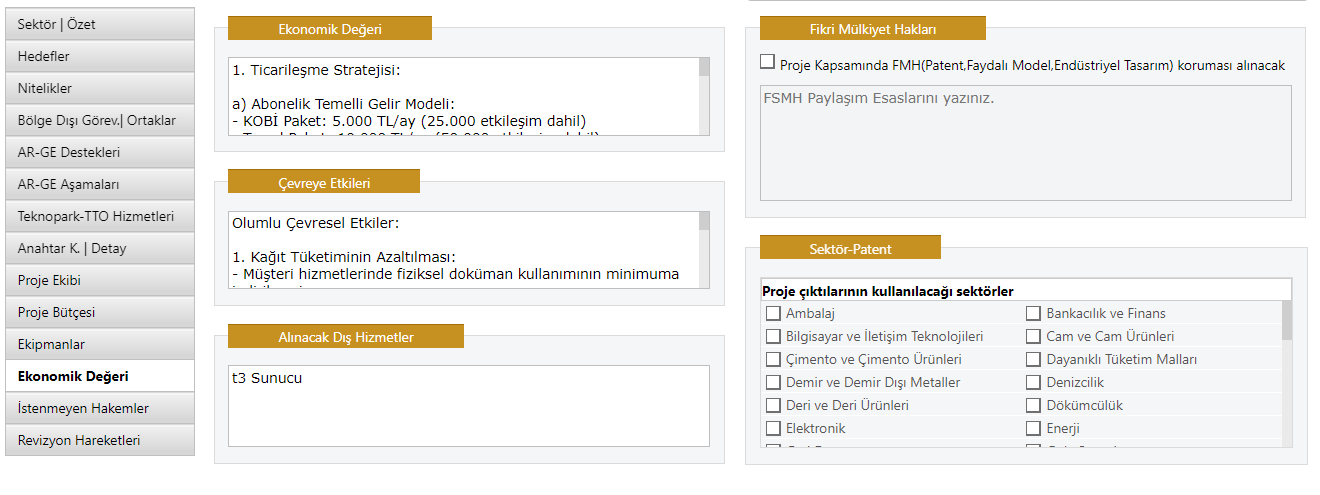 Sektör | Özet
Hedefler
Nitelikler
Bölge Dışı Görev.| Ortaklar
AR-GE Destekleri
AR-GE Aşamaları
Teknopark-TTO Hizmetleri
Anahtar K. | Detay
Proje Ekibi
Proje Bütçesi
Ekipmanlar
Ekonomik Değeri
İstenmeyen Hakemler
Revizyon Hareketleri
Ekonomik Değeri
1. Ticarileşme Stratejisi:
a) Abonelik Temelli Gelir Modeli:
- KOBİ Paket: 5.000 TL/ay (25.000 etkileşim dahil)
Çevreye Etkileri
Olumlu Çevresel Etkiler:
1. Kağıt Tüketiminin Azaltılması:
- Müşteri hizmetlerinde fiziksel doküman kullanımının minimuma
Alınacak Dış Hizmetler
t3 Sunucu
Fikri Mülkiyet Hakları
Proje Kapsamında FMH(Patent,Faydalı Model,Endüstriyel Tasarım) koruması alınacak
FSMH Paylaşım Esaslarını yazınız.
Sektör-Patent
Proje çıktılarının kullanılacağı sektörler
Ambalaj
Bankacılık ve Finans
Bilgisayar ve İletişim Teknolojileri
Cam ve Cam Ürünleri
Çimento ve Çimento Ürünleri
Dayanıklı Tüketim Malları
Demir ve Demir Dışı Metaller
Denizcilik
Deri ve Deri Ürünleri
Dökümcülük
Elektronik
Enerji